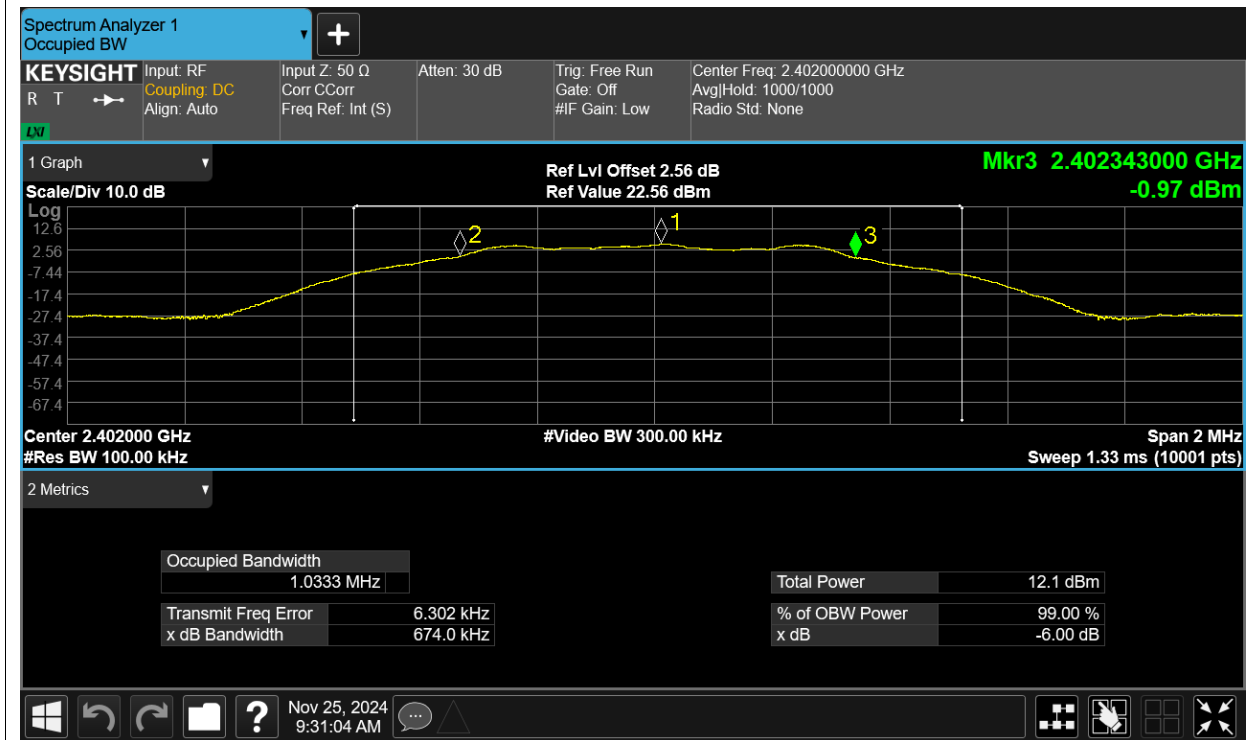 Spectrum Analyzer 1
Occupied BW
+
KEYSIGHT
R T
LXI
Input: RF
Coupling: DC
Align: Auto
Input Z: 50 Ω
Corr CCorr
Freq Ref: Int (S)
Atten: 30 dB
Trig: Free Run
Gate: Off
#IF Gain: Low
Center Freq: 2.402000000 GHz
Avg|Hold: 1000/1000
Radio Std: None
1 Graph
Scale/Div 10.0 dB
Ref Lvl Offset 2.56 dB
Ref Value 22.56 dBm
Mkr3 2.402343000 GHz
-0.97 dBm
Log
12.6
2.56
-7.44
-17.4
-27.4
-37.4
-47.4
-57.4
-67.4
2
1
3
Center 2.402000 GHz
#Res BW 100.00 kHz
#Video BW 300.00 kHz
Span 2 MHz
Sweep 1.33 ms (10001 pts)
2 Metrics
Occupied Bandwidth
1.0333 MHz
Transmit Freq Error 6.302 kHz
x dB Bandwidth 674.0 kHz
Total Power 12.1 dBm
% of OBW Power 99.00 %
x dB -6.00 dB
?
Nov 25, 2024
9:31:04 AM